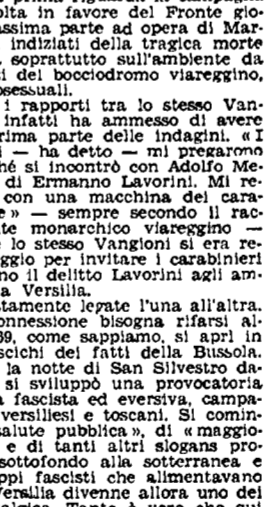 olta in favore del Fronte gio-
assima parte ad opera di Mar-
indiziati della tragica morte
, soprattutto sull'ambiente da
i del bocciodromo viareggino,
osessuali.
i rapporti tra lo stesso Van-
infatti ha ammesso di avere
rima parte delle indagini. «I
i — ha detto — mi pregarono
hé si incontrò con Adolfo Me-
di Ermanno Lavorini. Mi re-
con una macchina dei cara-
e» — sempre secondo il rac-
te monarchico viareggino —
lo stesso Vangioni si era re-
ggio per invitare i carabinieri
no il delitto Lavorini agli am-
a Versilia.
tamente legate l'una all'altra.
onnessione bisogna rifarsi al-
69, come sappiamo, si aprì in
scichi dei fatti della Bussola.
la notte di San Silvestro da-
si sviluppò una provocatoria
a fascista ed eversiva, campa-
versiliesi e toscani. Si comin-
salute pubblica», di «maggio-
e di tanti altri slogans pro-
sottofondo alla sotterranea e
ppi fascisti che alimentavano
Versilia divenne allora uno dei